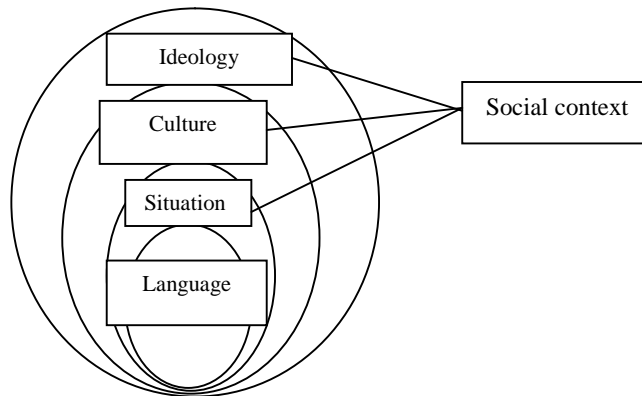 Ideology
Culture
Social context
Situation
Language